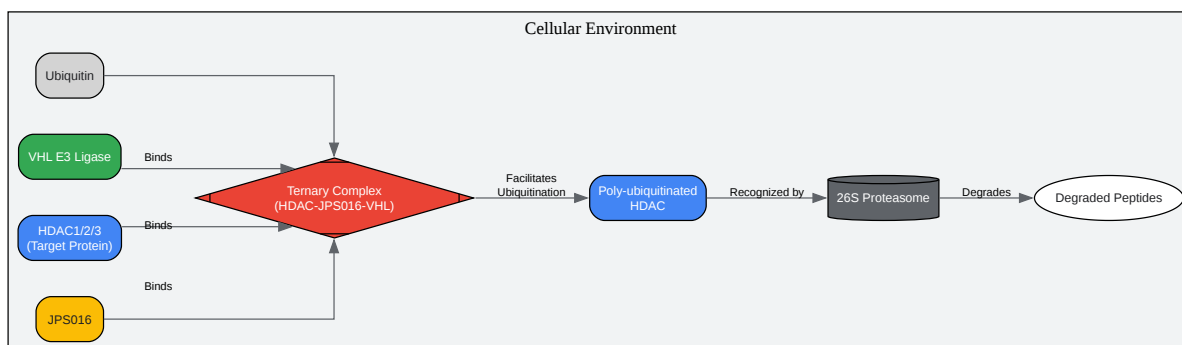 Cellular Environment
Ubiquitin
VHL E3 Ligase
Binds
HDAC1/2/3
(Target Protein)
Binds
JPS016
Binds
Ternary Complex
(HDAC-JPS016-VHL)
Facilitates
Ubiquitination
Poly-ubiquitinated
HDAC
Recognized by
26S Proteasome
Degrades
Degraded Peptides